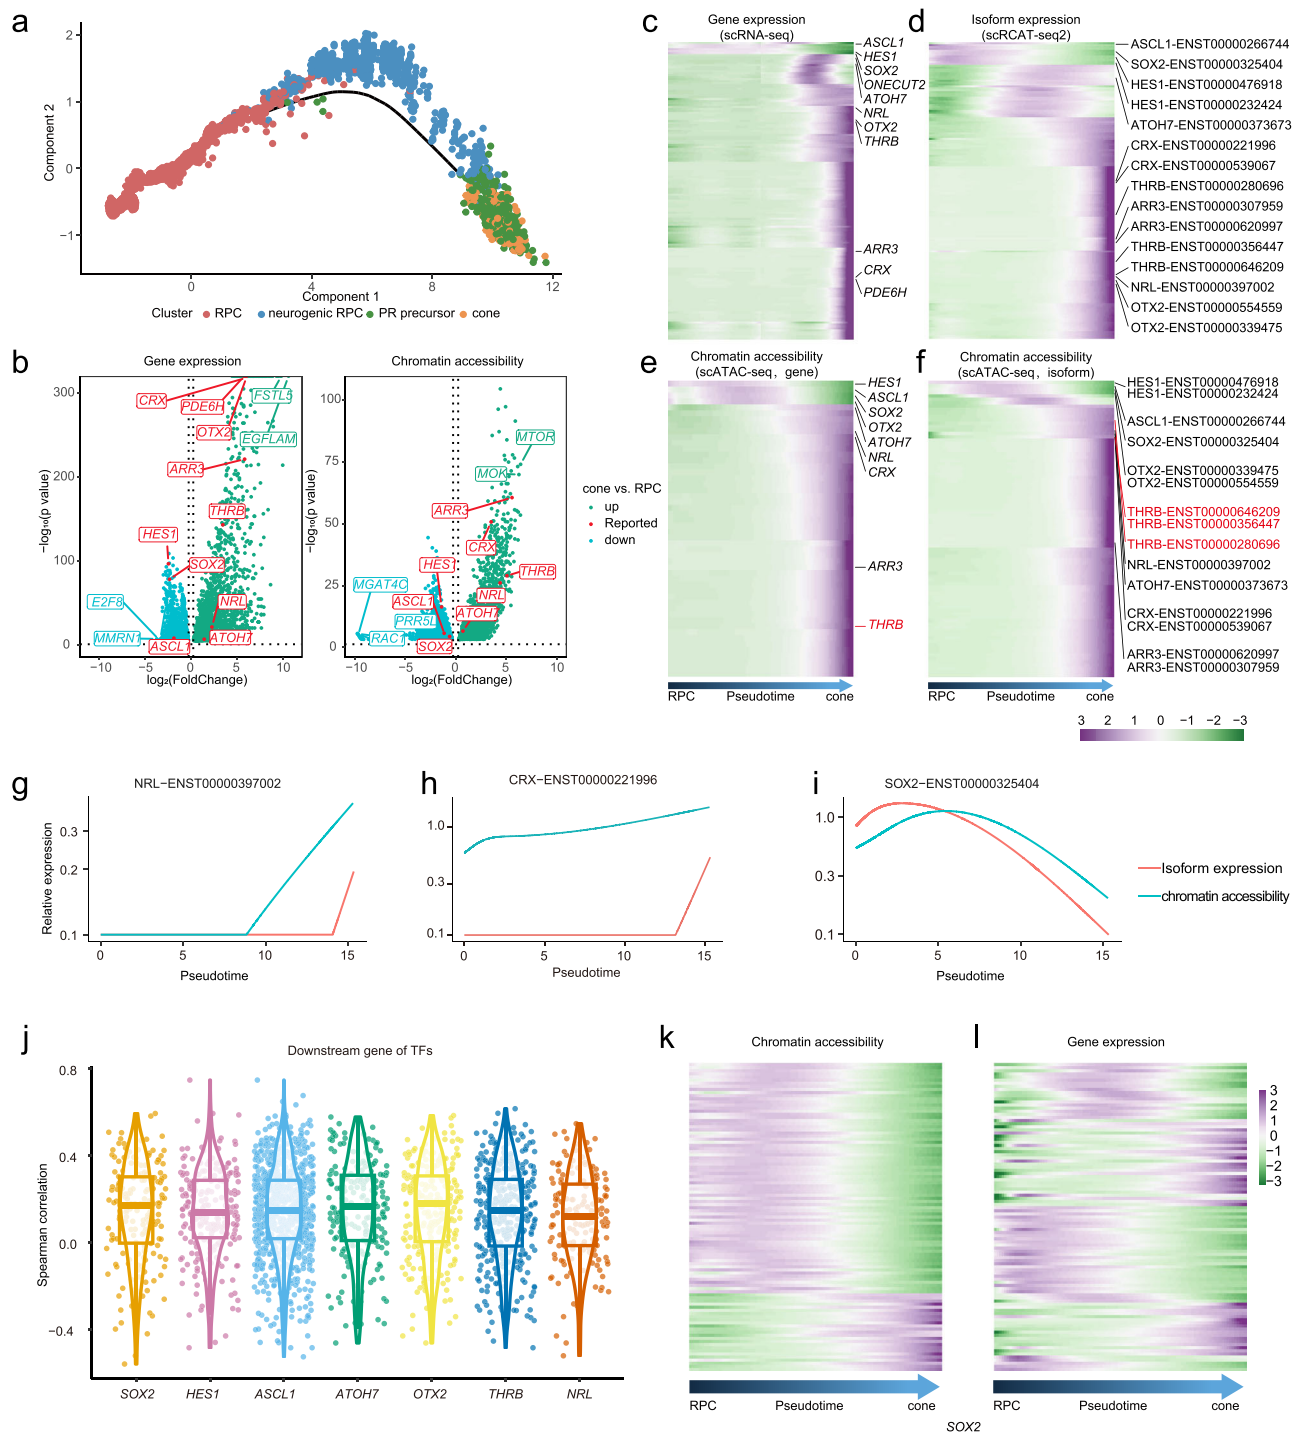 a
Component 2
2
1
0
−1
0
4
8
12
Component 1
Cluster
RPC
neurogenic RPC
PR precursor
cone
b
Gene expression
−log₁₀(p value)
300
250
200
100
0
−10
−5
0
5
10
log₂(FoldChange)
CRX
PDE6H
FSTL5
OTX2
EGFLAM
ARR3
THRB
HES1
SOX2
E2F8
NRL
MMRN1
ASCL1
ATOH7
Chromatin accessibility
−log₁₀(p value)
100
75
50
25
0
−10
−5
0
5
10
log₂(FoldChange)
MTOR
MOK
ARR3
CRX
HES1
THRB
MGAT4C
NRL
ASCL1
ATOH7
PRR5L
RAC1
SOX2
cone vs. RPC
up
Reported
down
c
Gene expression
(scRNA-seq)
ASCL1
HES1
SOX2
ONECUT2
ATOH7
NRL
OTX2
THRB
ARR3
CRX
PDE6H
d
Isoform expression
(scRCAT-seq2)
ASCL1-ENST00000266744
SOX2-ENST00000325404
HES1-ENST00000476918
HES1-ENST00000232424
ATOH7-ENST00000373673
CRX-ENST00000221996
CRX-ENST00000539067
THRB-ENST00000280696
ARR3-ENST00000307959
ARR3-ENST00000620997
THRB-ENST00000356447
THRB-ENST00000646209
NRL-ENST00000397002
OTX2-ENST00000554559
OTX2-ENST00000339475
e
Chromatin accessibility
(scATAC-seq, gene)
HES1
ASCL1
SOX2
OTX2
ATOH7
NRL
CRX
ARR3
THRB
RPC
Pseudotime
cone
f
Chromatin accessibility
(scATAC-seq, isoform)
HES1-ENST00000476918
HES1-ENST00000232424
ASCL1-ENST00000266744
SOX2-ENST00000325404
OTX2-ENST00000339475
OTX2-ENST00000554559
THRB-ENST00000646209
THRB-ENST00000356447
THRB-ENST00000280696
NRL-ENST00000397002
ATOH7-ENST00000373673
CRX-ENST00000221996
CRX-ENST00000539067
ARR3-ENST00000620997
ARR3-ENST00000307959
RPC
Pseudotime
cone
3 2 1 0 −1 −2 −3
g
NRL−ENST00000397002
Relative expression
0.3
0.2
0.1
0
5
10
15
Pseudotime
h
CRX−ENST00000221996
1.0
0.3
0.1
0
5
10
15
Pseudotime
i
SOX2−ENST00000325404
1.0
0.3
0.1
0
5
10
15
Pseudotime
Isoform expression
chromatin accessibility
j
Downstream gene of TFs
Spearman correlation
0.8
0.4
0.0
−0.4
SOX2
HES1
ASCL1
ATOH7
OTX2
THRB
NRL
k
Chromatin accessibility
RPC
Pseudotime
cone
l
Gene expression
3
2
1
0
−1
−2
−3
RPC
Pseudotime
cone
SOX2